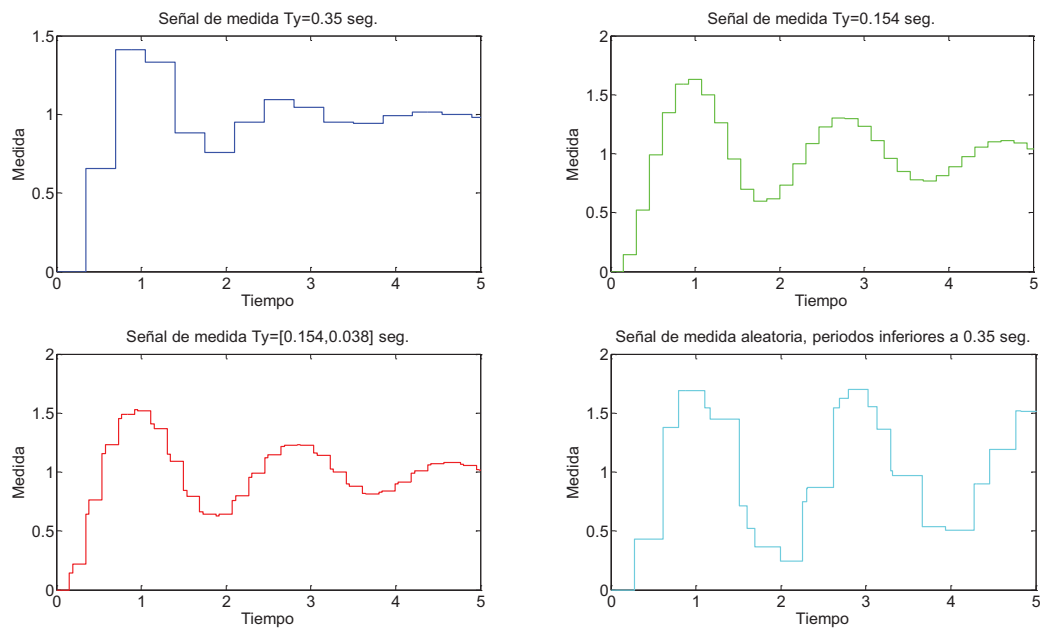 Señal de medida Ty=0.35 seg.
1.5
1
0.5
0
Medida
0 1 2 3 4 5
Tiempo
Señal de medida Ty=0.154 seg.
2
1.5
1
0.5
0
Medida
0 1 2 3 4 5
Tiempo
Señal de medida Ty=[0.154,0.038] seg.
2
1.5
1
0.5
0
Medida
0 1 2 3 4 5
Tiempo
Señal de medida aleatoria, periodos inferiores a 0.35 seg.
2
1.5
1
0.5
0
Medida
0 1 2 3 4 5
Tiempo